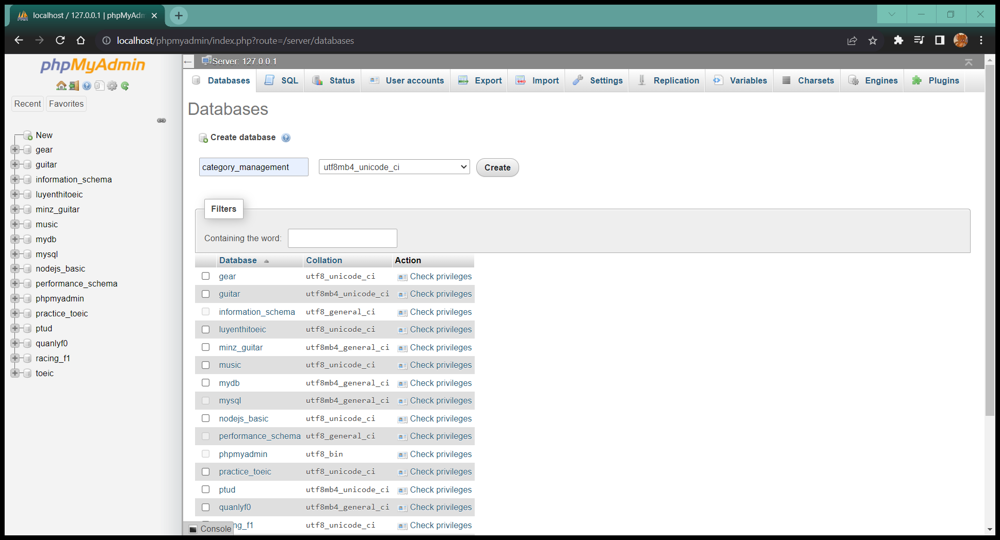 localhost / 127.0.0.1 | phpMyAdm
localhost/phpmyadmin/index.php?route=/server/databases
phpMyAdmin
Recent Favorites
New
gear
guitar
information_schema
luyenthitoeic
minz_guitar
music
mydb
mysql
nodejs_basic
performance_schema
phpmyadmin
practice_toeic
ptud
quanlyf0
racing_f1
toeic
Server: 127.0.0.1
Databases SQL Status User accounts Export Import Settings Replication Variables Charsets Engines Plugins
Databases
Create database
category_management utf8mb4_unicode_ci Create
Filters
Containing the word:
Database Collation Action
gear utf8_unicode_ci Check privileges
guitar utf8mb4_unicode_ci Check privileges
information_schema utf8_general_ci Check privileges
luyenthitoeic utf8_unicode_ci Check privileges
minz_guitar utf8mb4_general_ci Check privileges
music utf8_unicode_ci Check privileges
mydb utf8mb4_general_ci Check privileges
mysql utf8mb4_general_ci Check privileges
nodejs_basic utf8_unicode_ci Check privileges
performance_schema utf8_general_ci Check privileges
phpmyadmin utf8_bin Check privileges
practice_toeic utf8_unicode_ci Check privileges
ptud utf8mb4_unicode_ci Check privileges
quanlyf0 utf8mb4_general_ci Check privileges
ng_f1 utf8_unicode_ci Check privileges
Console